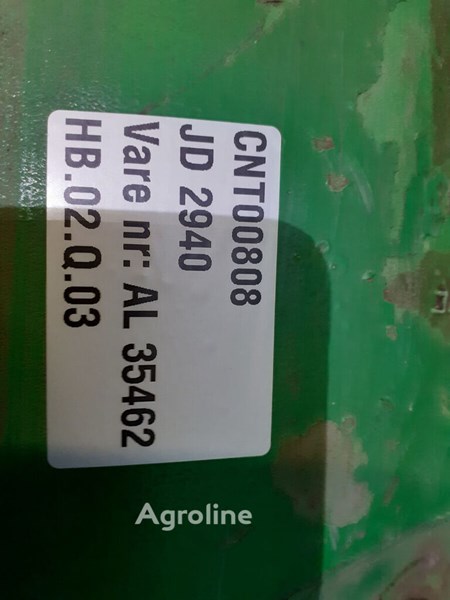 CNT00808
JD 2940
Vare nr: AL 35462
HB.02.Q.03
Agroline